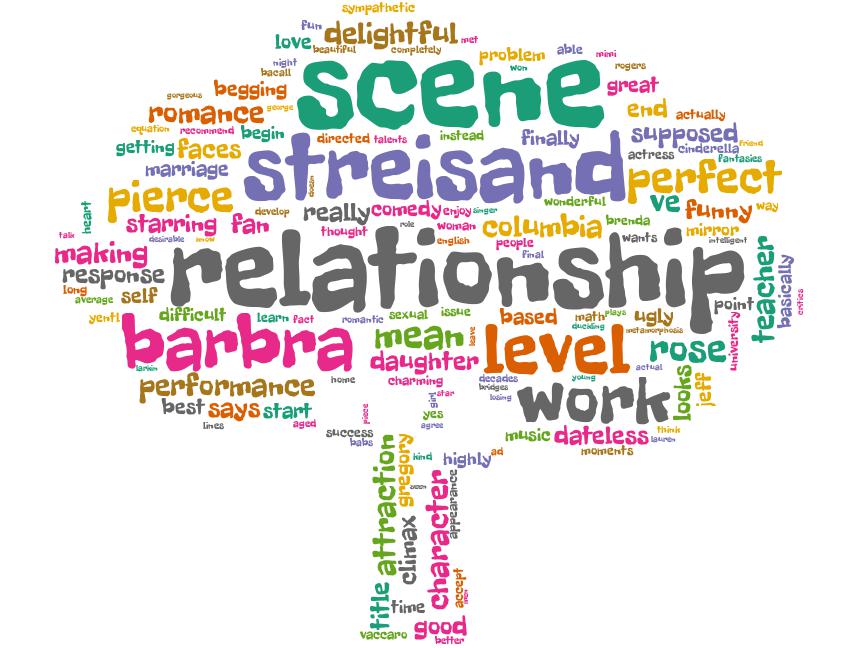 sympathetic
fun
delightful
love
met
beautiful
completely
problem
able
mimi
night
won
rogers
bacall
scene
begging
great
gorgeous
romance
george
end
actually
equation
recommend
begin
directed
talents
instead
finally
supposed
friend
getting
faces
streisand
actress
cinderella
fantasies
marriage
perfect
pierce
doesn
wonderful
ve
funny
way
heart
develop
really
comedy
enjoy
singer
starring
fan
role
columbia
brenda
talk
thought
woman
mirror
desirable
know
english
people
wants
intelligent
making
relationship
final
teacher
basically
response
long
average
self
point
critics
yentl
difficult
learn
fact
romantic
sexual
issue
based
math
plays
ugly
duckling
metamorphosis
university
barbra
mean
leave
level
rose
larkin
daughter
actual
performance
home
charming
decades
bridges
losing
young
work
looks
jeff
best
says
start
girl
star
lines
aged
piece
yes
agree
success
babs
music
dateless
think
lauren
moments
attraction
gregory
kind
highly
ad
climax
character
appearance
title
time
accept
vaccaro
good
better